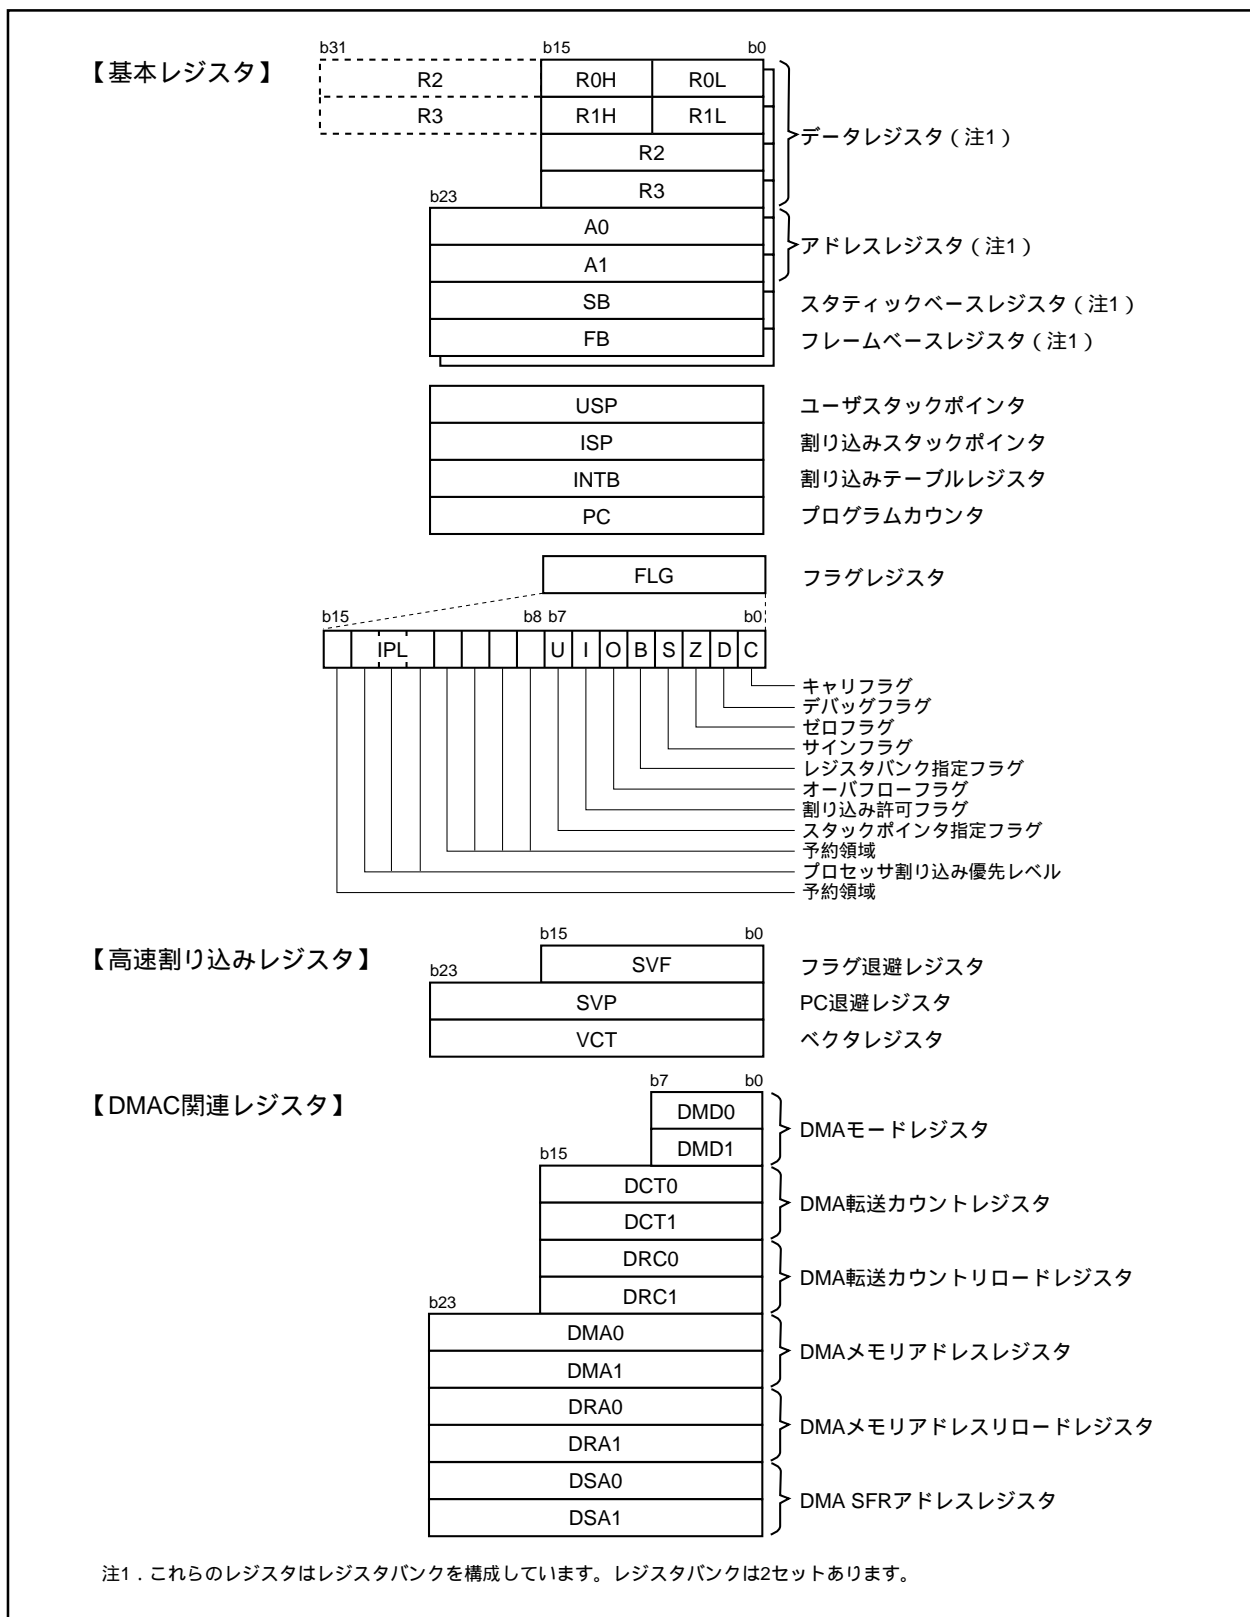 【基本レジスタ】
b31 b15 b0
R2 R0H R0L
R3 R1H R1L
データレジスタ（注1）
R2
R3
b23
A0
アドレスレジスタ（注1）
A1
SB スタティックベースレジスタ（注1）
FB フレームベースレジスタ（注1）
USP ユーザスタックポインタ
ISP 割り込みスタックポインタ
INTB 割り込みテーブルレジスタ
PC プログラムカウンタ
FLG フラグレジスタ
b15 b8 b7 b0
IPL U I O B S Z D C
キャリフラグ
デバッグフラグ
ゼロフラグ
サインフラグ
レジスタバンク指定フラグ
オーバフローフラグ
割り込み許可フラグ
スタックポインタ指定フラグ
予約領域
プロセッサ割り込み優先レベル
予約領域
【高速割り込みレジスタ】
b15 b0
SVF フラグ退避レジスタ
b23
SVP PC退避レジスタ
VCT ベクタレジスタ
【DMAC関連レジスタ】
b7 b0
DMD0
DMAモードレジスタ
DMD1
b15
DCT0
DMA転送カウントレジスタ
DCT1
DRC0
DMA転送カウントリロードレジスタ
DRC1
b23
DMA0
DMAメモリアドレスレジスタ
DMA1
DRA0
DMAメモリアドレスリロードレジスタ
DRA1
DSA0
DMA SFRアドレスレジスタ
DSA1
注1．これらのレジスタはレジスタバンクを構成しています。レジスタバンクは2セットあります。